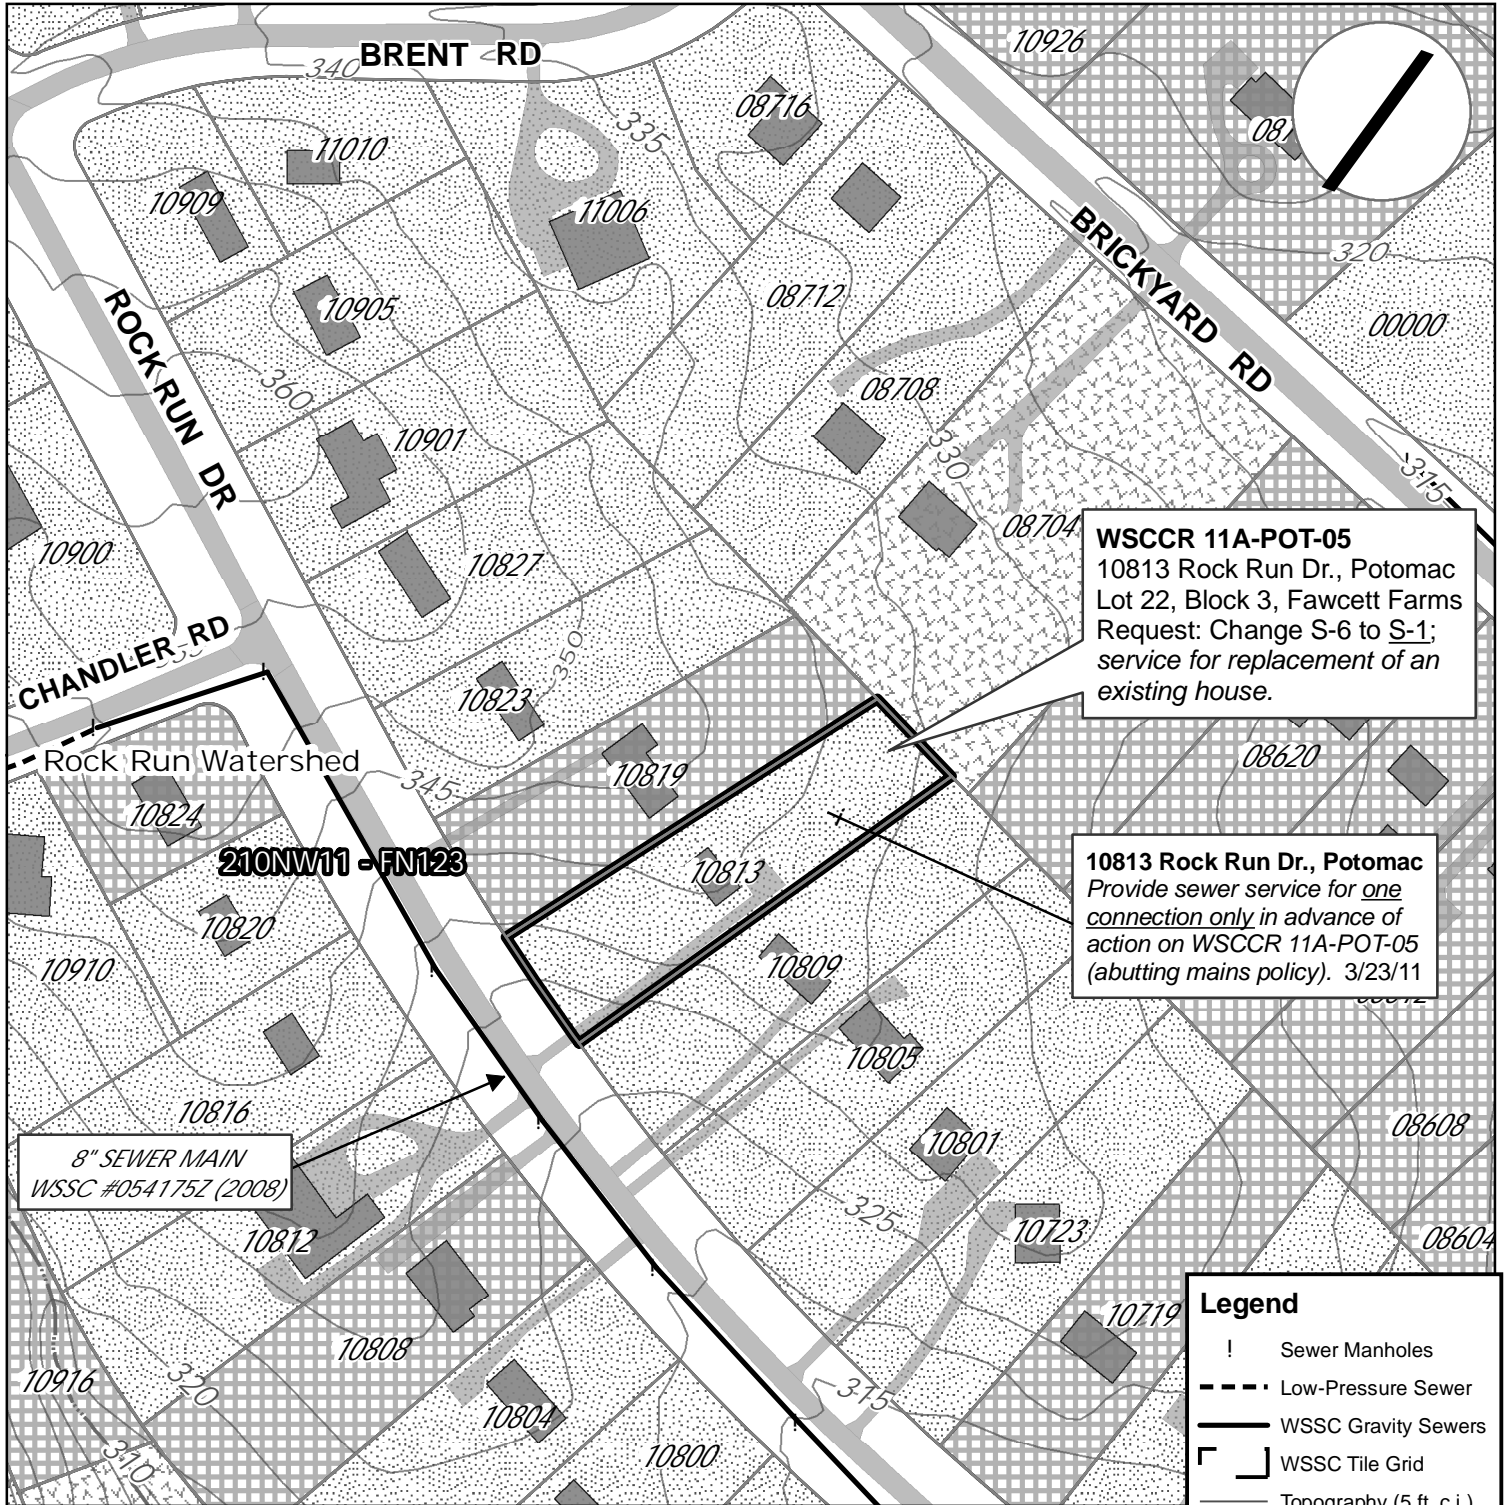 BRENT RD
10926
340
08716
335
11010
10909
11006
BRICKYARD RD
320
08712
00000
10905
ROCK RUN DR
360
08708
10901
330
315
08704
10900
10827
WSCCR 11A-POT-05
10813 Rock Run Dr., Potomac
Lot 22, Block 3, Fawcett Farms
Request: Change S-6 to S-1;
service for replacement of an
existing house.
CHANDLER RD
350
10823
08620
Rock Run Watershed
345
10819
10824
210NW11 - FN123
10813
10813 Rock Run Dr., Potomac
Provide sewer service for one
connection only in advance of
action on WSCCR 11A-POT-05
(abutting mains policy). 3/23/11
10820
10910
10809
10805
10816
10801
08608
8" SEWER MAIN
WSSC #054175Z (2008)
325
10812
10723
08604
10719
10808
10916
320
315
10804
310
10800
Legend
! Sewer Manholes
Low-Pressure Sewer
WSSC Gravity Sewers
WSSC Tile Grid
Topography (5 ft. c.i.)